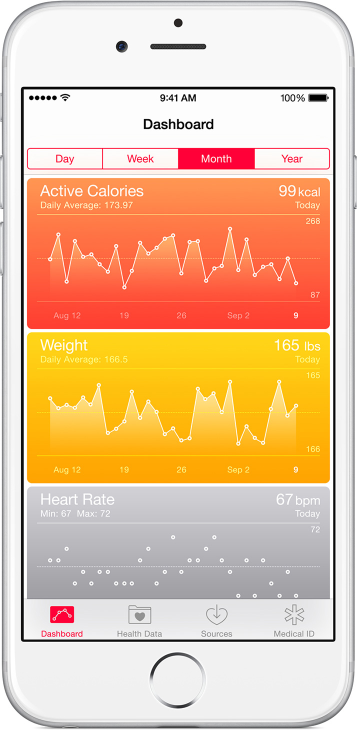 9:41 AM 100%
Dashboard
Day Week Month Year
Active Calories 99 kcal
Daily Average: 173.97 Today
268
87
Aug 12 19 26 Sep 2 9
Weight 165 lbs
Daily Average: 166.5 Today
165
166
Aug 12 19 26 Sep 2 9
Heart Rate 67 bpm
Min: 67 Max: 72 Today
72
Dashboard Health Data Sources Medical ID